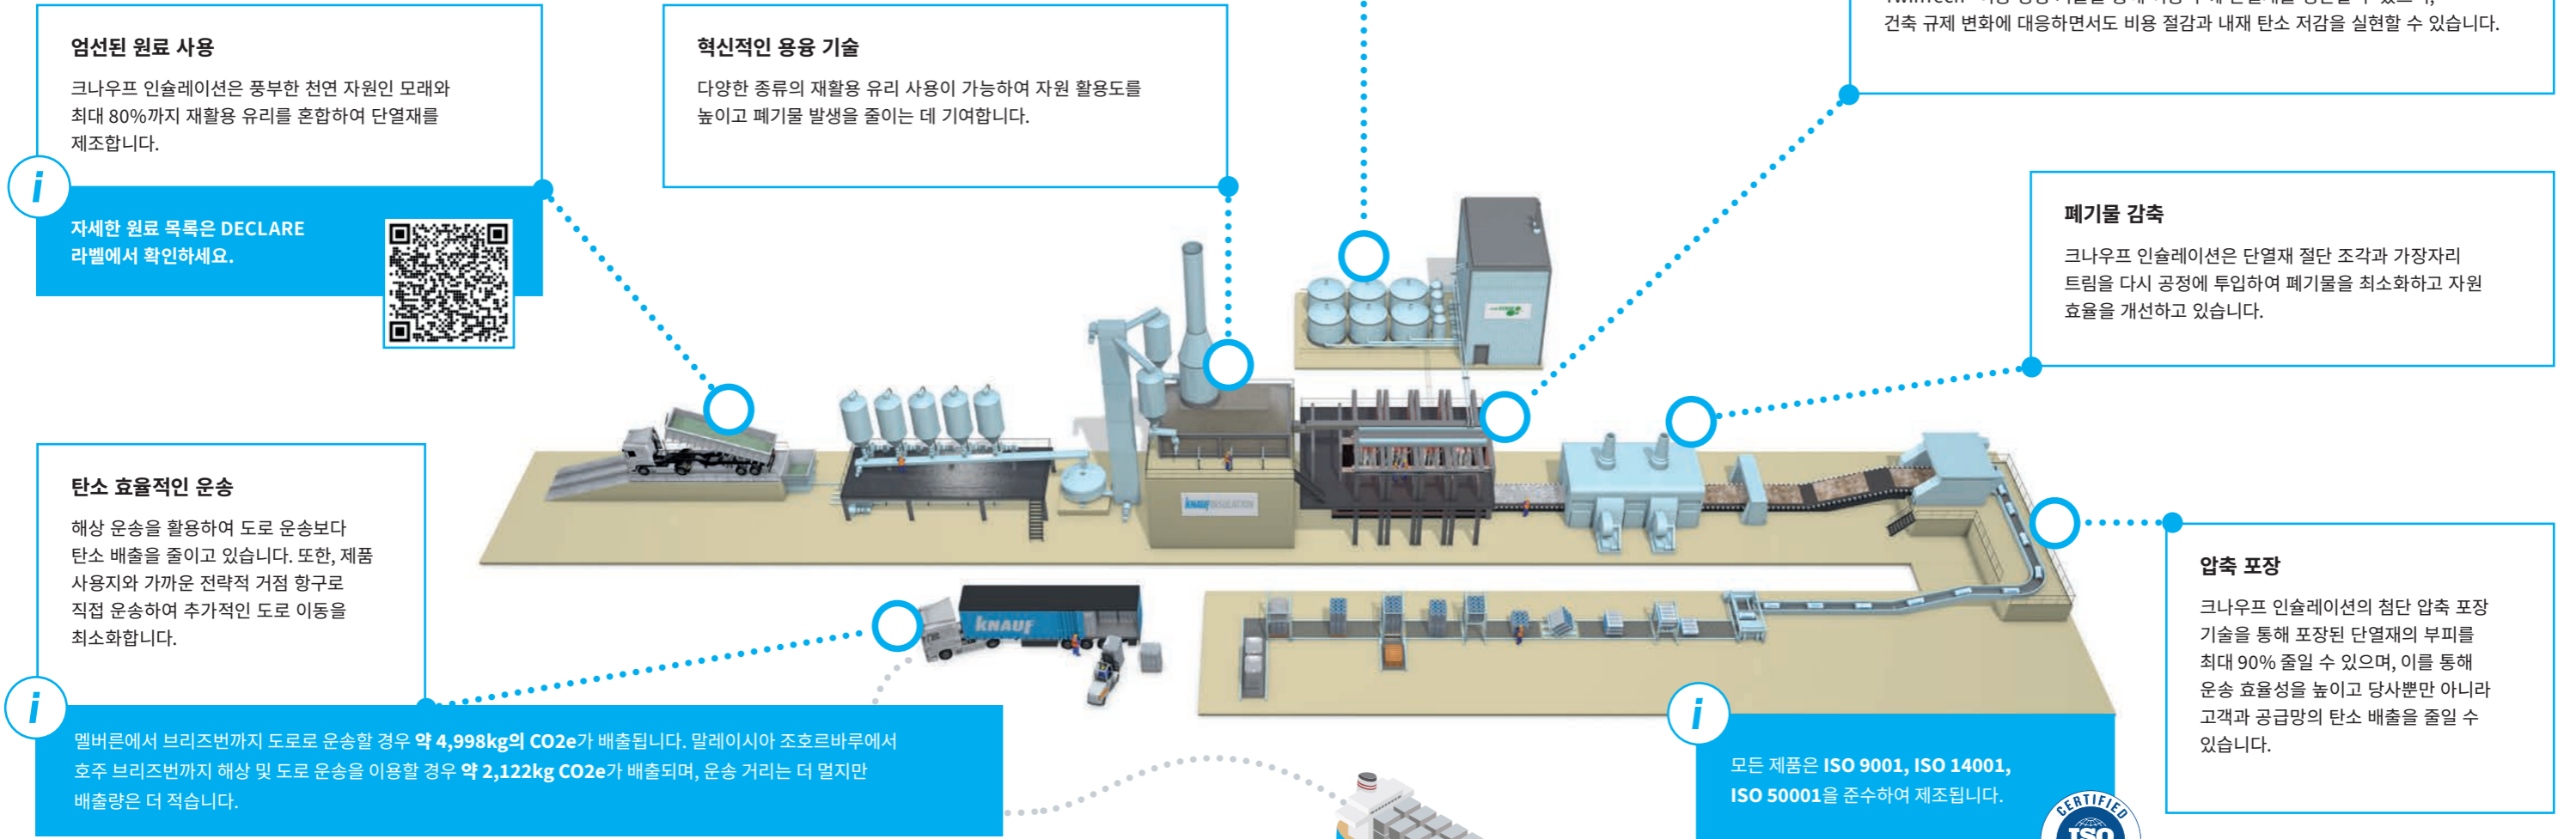 건축 규제 변화에 대응하면서도 비용 절감과 내재 탄소 저감을 실현할 수 있습니다.
엄선된 원료 사용
크나우프 인슐레이션은 풍부한 천연 자원인 모래와
최대 80%까지 재활용 유리를 혼합하여 단열재를
제조합니다.
i
자세한 원료 목록은 DECLARE
라벨에서 확인하세요.
혁신적인 용융 기술
다양한 종류의 재활용 유리 사용이 가능하여 자원 활용도를
높이고 폐기물 발생을 줄이는 데 기여합니다.
폐기물 감축
크나우프 인슐레이션은 단열재 절단 조각과 가장자리
트림을 다시 공정에 투입하여 폐기물을 최소화하고 자원
효율을 개선하고 있습니다.
KNAUF INSULATION
탄소 효율적인 운송
해상 운송을 활용하여 도로 운송보다
탄소 배출을 줄이고 있습니다. 또한, 제품
사용지와 가까운 전략적 거점 항구로
직접 운송하여 추가적인 도로 이동을
최소화합니다.
KNAUF
i
멜버른에서 브리즈번까지 도로로 운송할 경우 약 4,998kg의 CO2e가 배출됩니다. 말레이시아 조호르바루에서
호주 브리즈번까지 해상 및 도로 운송을 이용할 경우 약 2,122kg CO2e가 배출되며, 운송 거리는 더 멀지만
배출량은 더 적습니다.
압축 포장
크나우프 인슐레이션의 첨단 압축 포장
기술을 통해 포장된 단열재의 부피를
최대 90% 줄일 수 있으며, 이를 통해
운송 효율성을 높이고 당사뿐만 아니라
고객과 공급망의 탄소 배출을 줄일 수
있습니다.
i
모든 제품은 ISO 9001, ISO 14001,
ISO 50001을 준수하여 제조됩니다.
CERTIFIED
ISO